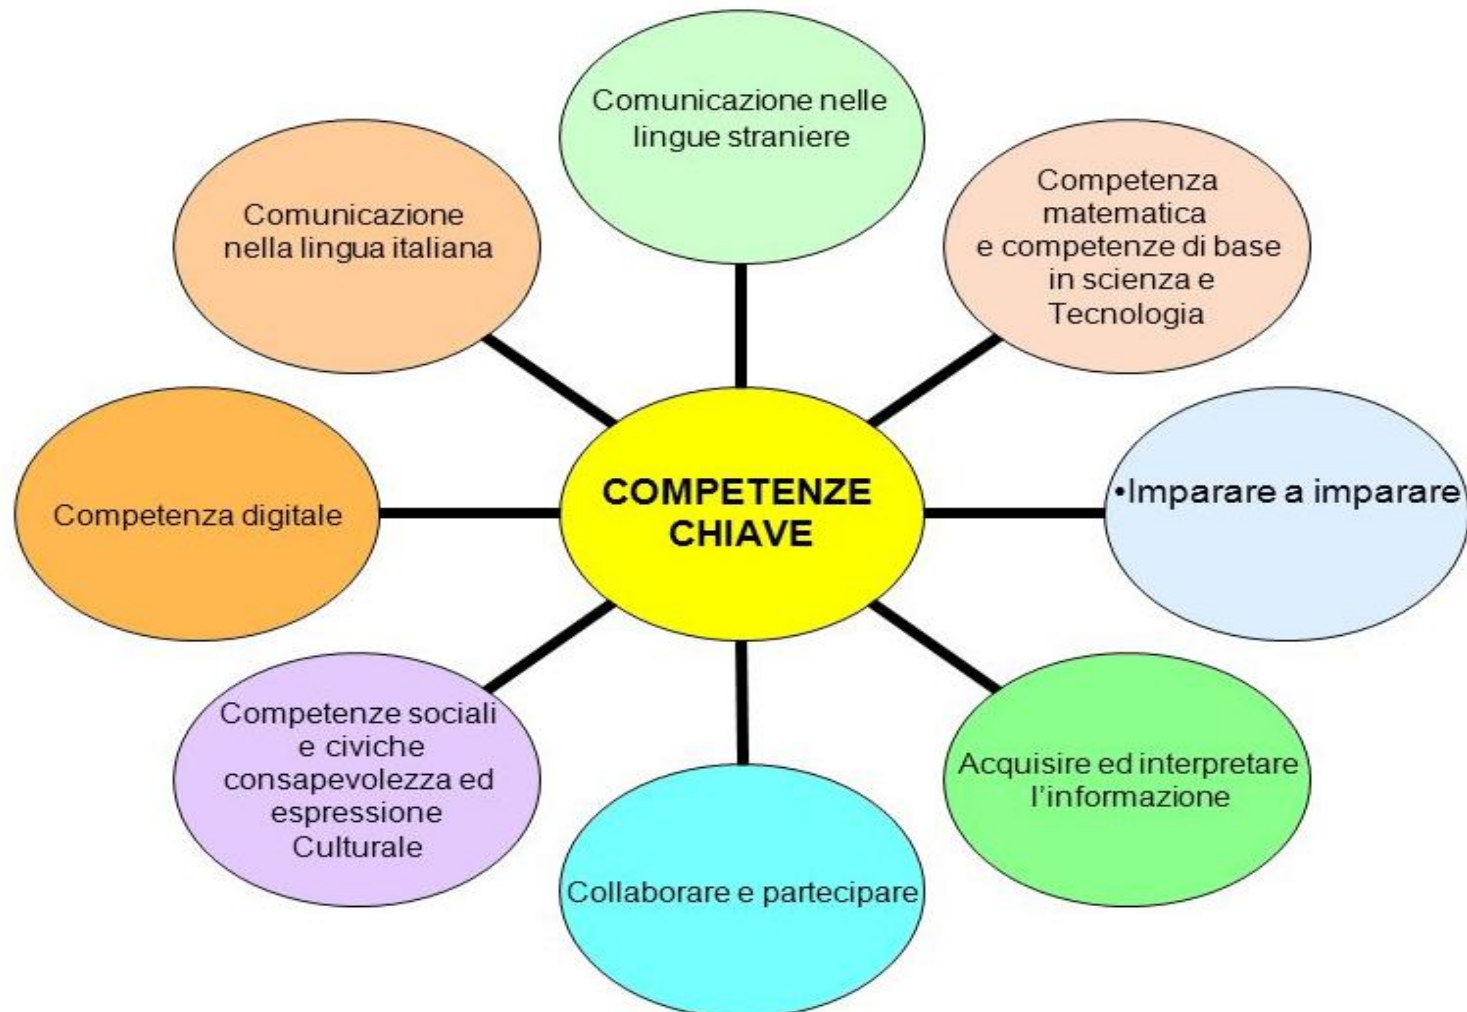 Comunicazione nelle
lingue straniere
Competenza
matematica
e competenze di base
in scienza e
Tecnologia
•Imparare a imparare
Acquisire ed interpretare
l'informazione
Collaborare e partecipare
Competenze sociali
e civiche
consapevolezza ed
espressione
Culturale
Competenza digitale
Comunicazione
nella lingua italiana
COMPETENZE
CHIAVE